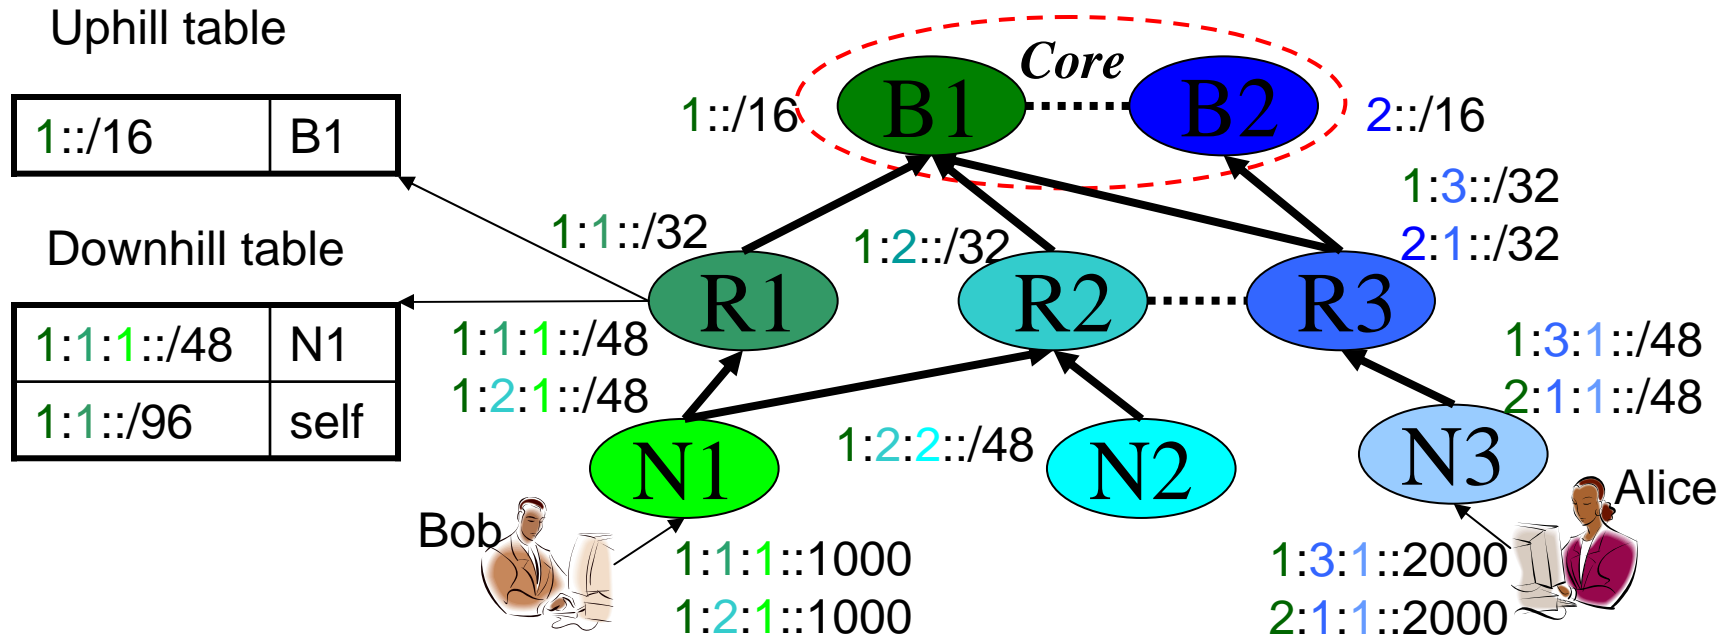 Uphill table
1::/16 B1
Downhill table
1:1:1::/48 N1
1:1::/96 self
Core
B1 B2
1::/16
2::/16
1:3::/32
2:1::/32
1:1::/32
1:2::/32
R1 R2 R3
1:1:1::/48
1:2:1::/48
1:3:1::/48
2:1:1::/48
1:2:2::/48
N1 N2 N3
Bob
Alice
1:1:1::1000
1:2:1::1000
1:3:1::2000
2:1:1::2000